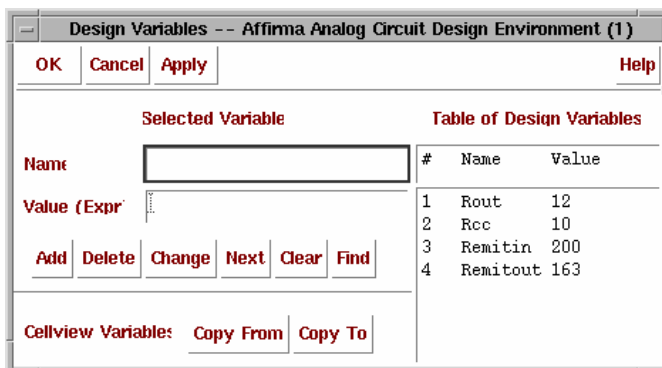 Design Variables -- Affirma Analog Circuit Design Environment (1)
OK Cancel Apply Help
Selected Variable
Name
Value (Expr
Add Delete Change Next Clear Find
Cellview Variables Copy From Copy To
Table of Design Variables
# Name Value
1 Rout 12
2 Rcc 10
3 Remitin 200
4 Remitout 163